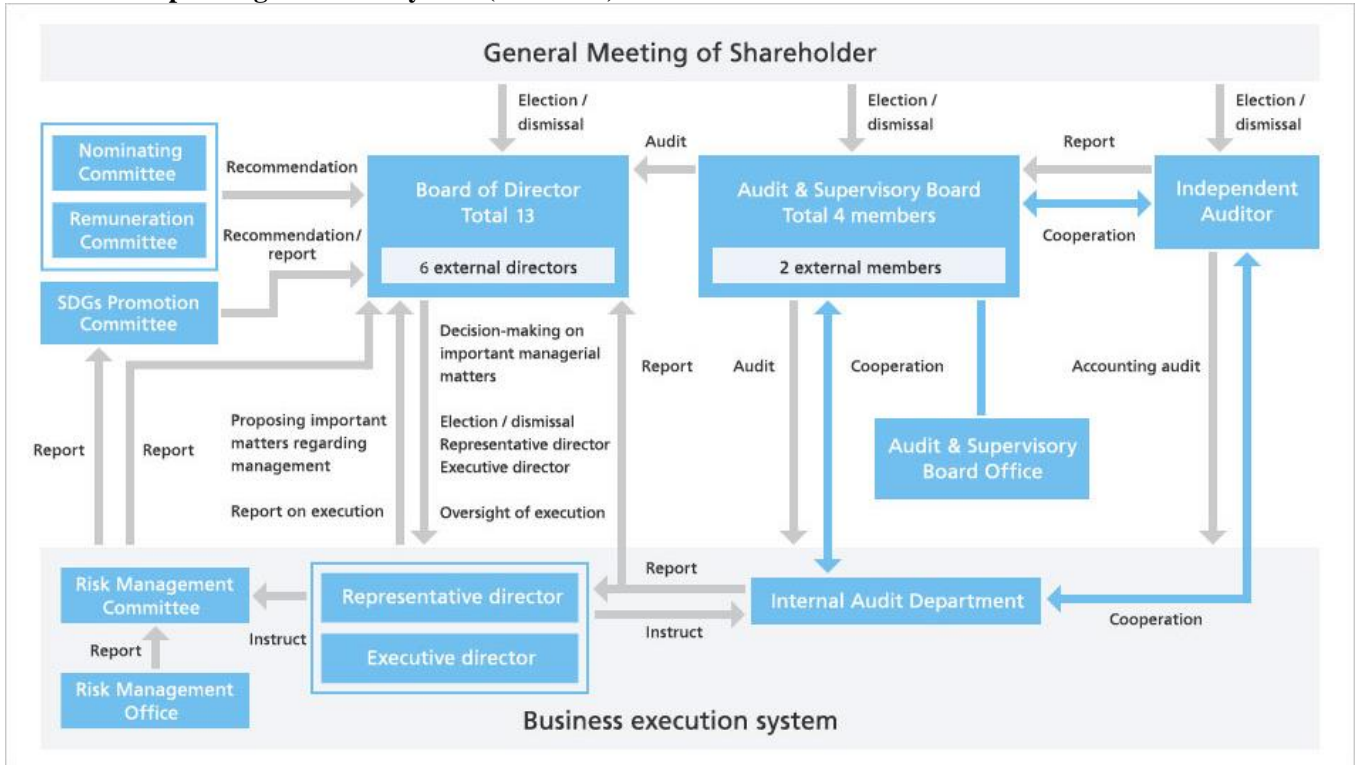 General Meeting of Shareholder
Election /
dismissal
Election /
dismissal
Election /
dismissal
Nominating
Committee
Remuneration
Committee
Recommendation
Recommendation/
report
SDGs Promotion
Committee
Board of Director
Total 13
6 external directors
Audit
Audit & Supervisory Board
Total 4 members
2 external members
Report
Cooperation
Independent
Auditor
Report
Report
Proposing important
matters regarding
management
Report on execution
Decision-making on
important managerial
matters
Election / dismissal
Representative director
Executive director
Oversight of execution
Report
Audit
Cooperation
Accounting audit
Audit & Supervisory
Board Office
Risk Management
Committee
Report
Risk Management
Office
Instruct
Representative director
Executive director
Report
Instruct
Internal Audit Department
Cooperation
Business execution system